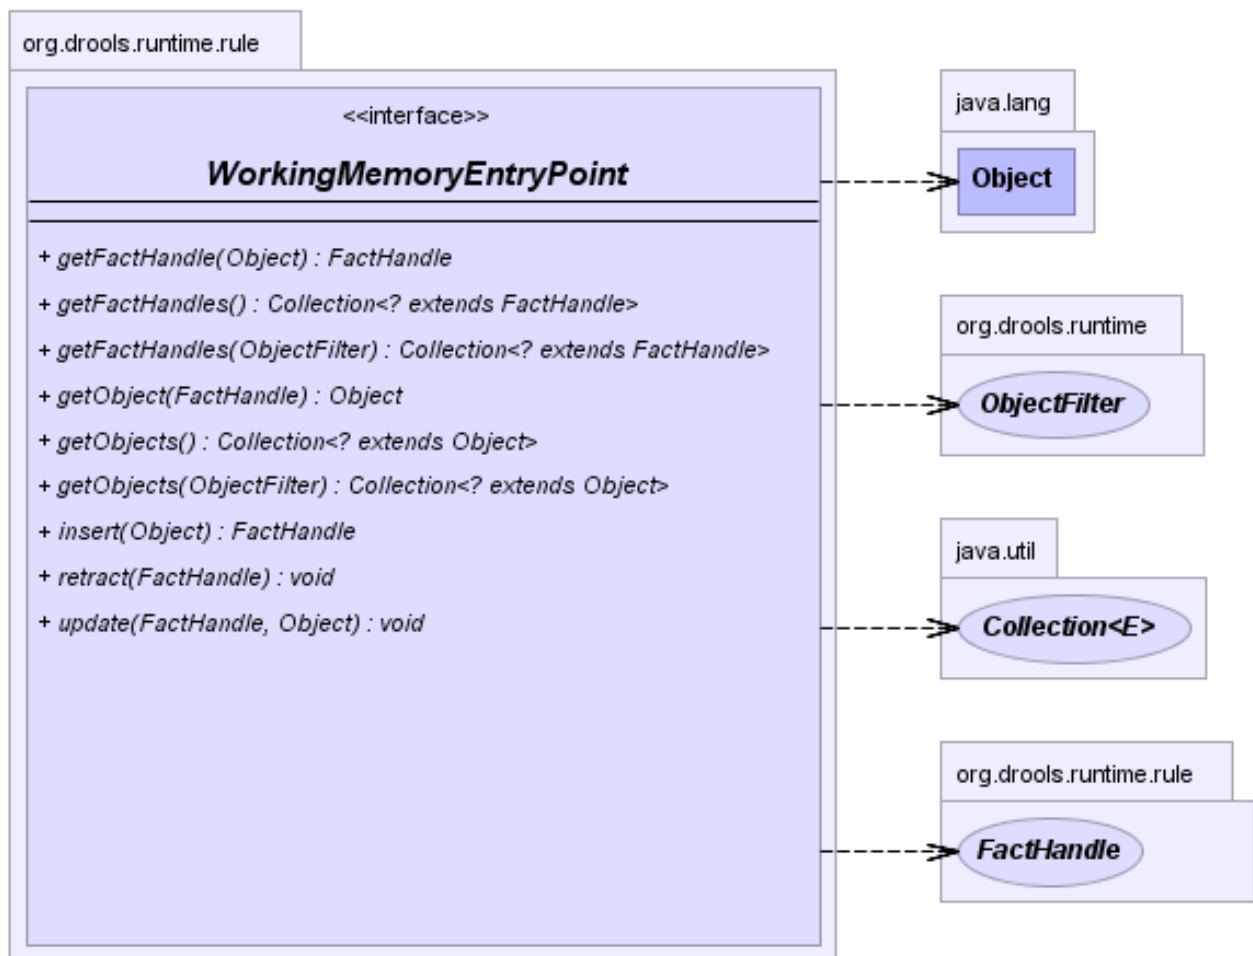 org.drools.runtime.rule
<<interface>>
WorkingMemoryEntryPoint
+ getFactHandle(Object) : FactHandle
+ getFactHandles() : Collection<? extends FactHandle>
+ getFactHandles(ObjectFilter) : Collection<? extends FactHandle>
+ getObject(FactHandle) : Object
+ getObjects() : Collection<? extends Object>
+ getObjects(ObjectFilter) : Collection<? extends Object>
+ insert(Object) : FactHandle
+ retract(FactHandle) : void
+ update(FactHandle, Object) : void
java.lang
Object
org.drools.runtime
ObjectFilter
java.util
Collection<E>
org.drools.runtime.rule
FactHandle